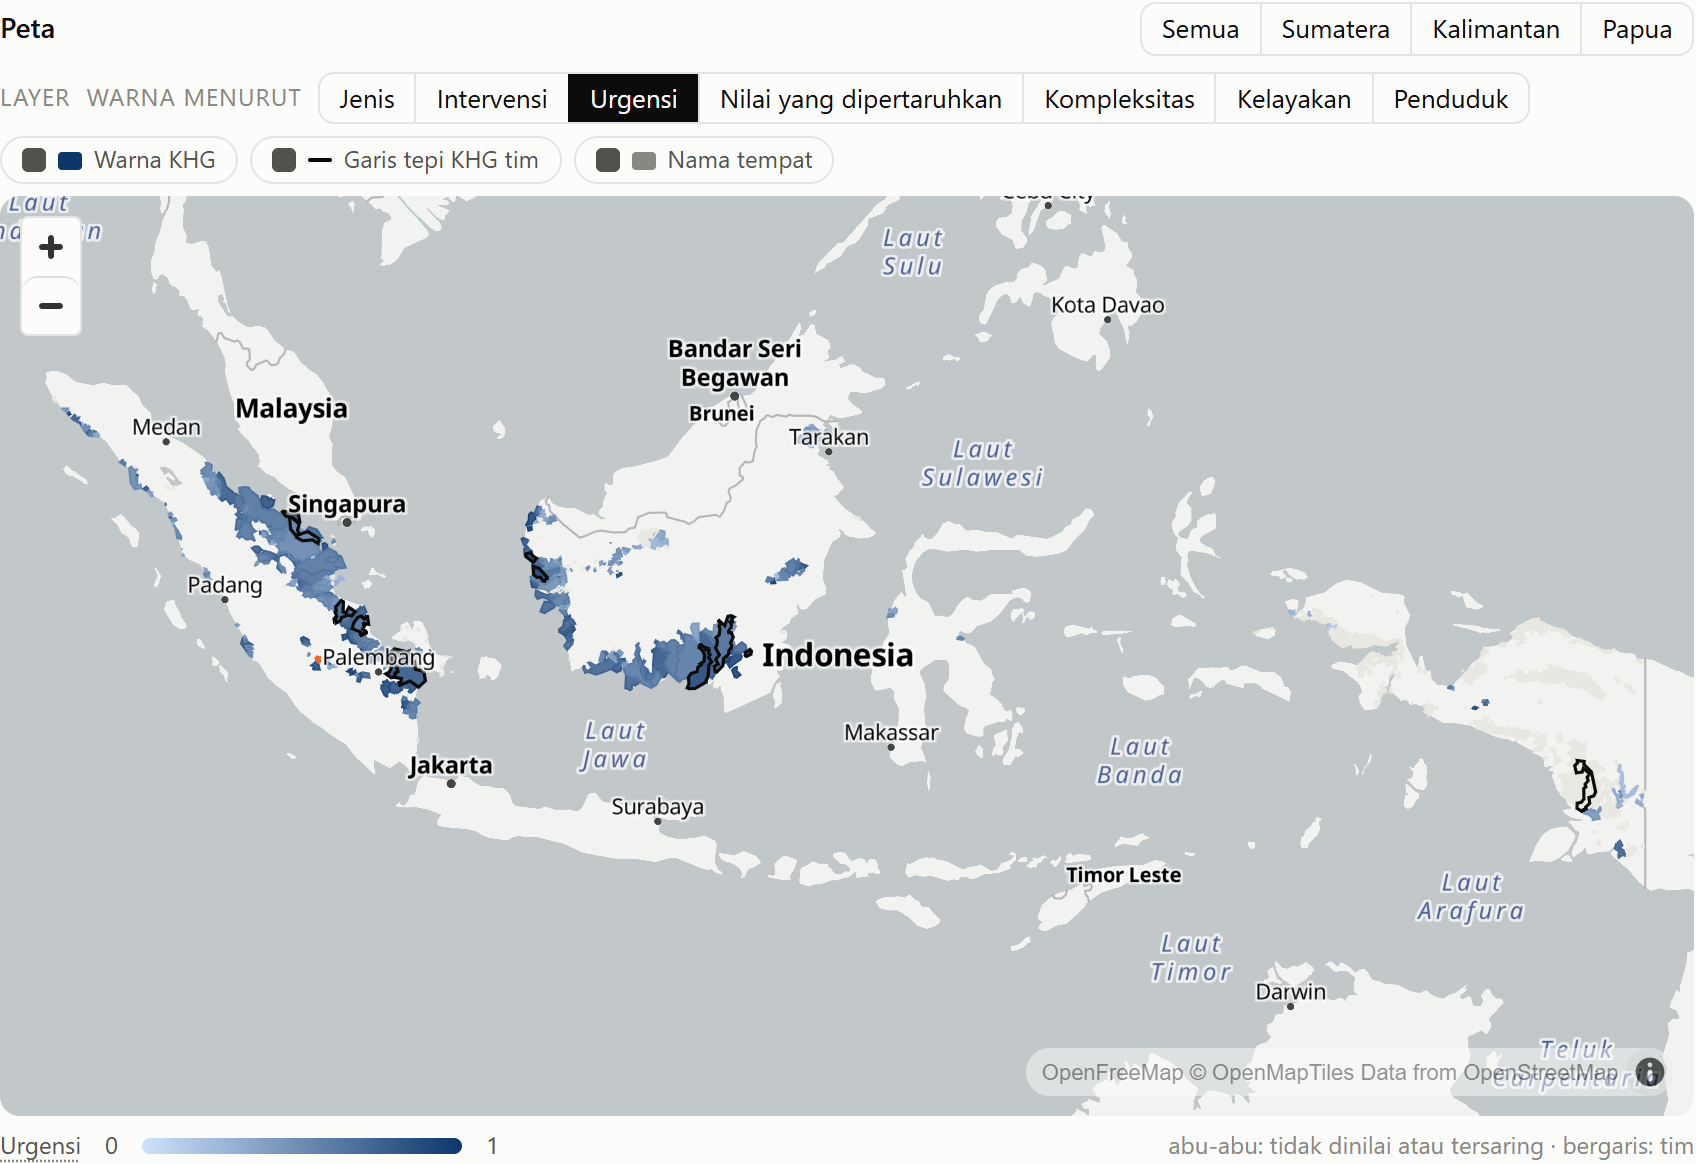 Peta
Semua
Sumatera
Kalimantan
Papua
LAYER
WARNA MENURUT
Jenis
Intervensi
Urgensi
Nilai yang dipertaruhkan
Kompleksitas
Kelayakan
Penduduk
Warna KHG
Garis tepi KHG tim
Nama tempat
Laut
+
−
Laut
Sulu
Kota Davao
Bandar Seri
Begawan
Brunei
Malaysia
Medan
Tarakan
Laut
Sulawesi
Singapura
Padang
Palembang
Indonesia
Laut
Jawa
Makassar
Laut
Banda
Jakarta
Surabaya
Timor Leste
Laut
Arafura
Laut
Timor
Darwin
Teluk
Carpentaria
OpenFreeMap © OpenMapTiles Data from OpenStreetMap
Urgensi
0
1
abu-abu: tidak dinilai atau tersaring · bergaris: tim